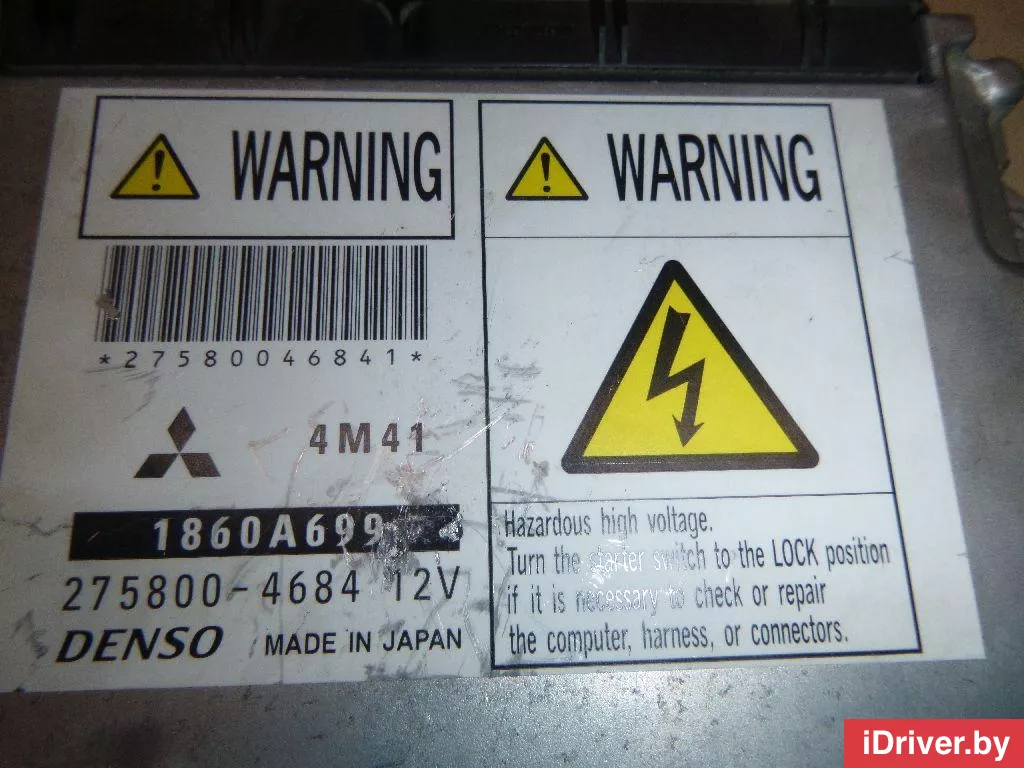 WARNING
*27580046841*
4M41
1860A699
275800-4684 12V
DENSO MADE IN JAPAN
WARNING
Hazardous high voltage.
Turn the starter switch to the LOCK position
if it is necessary to check or repair
the computer, harness, or connectors.
iDriver.by